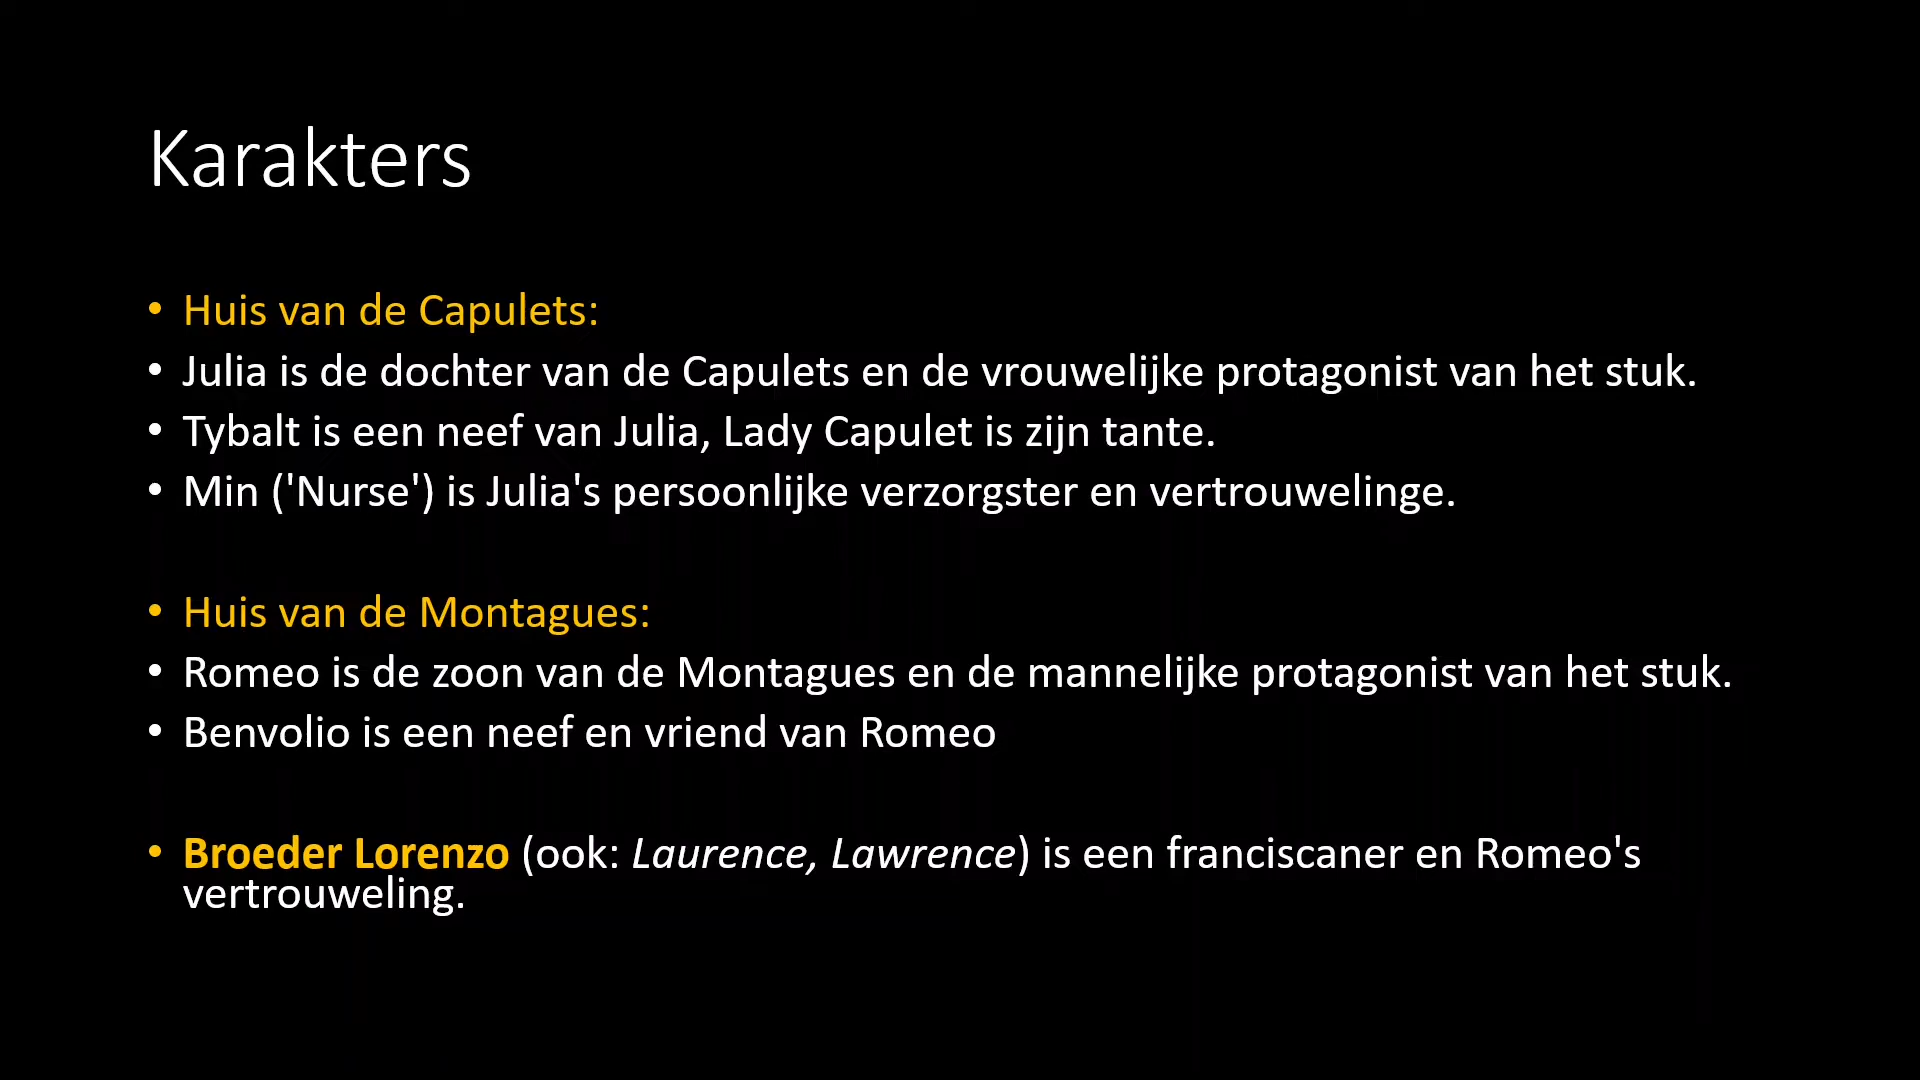 Karakters
• Huis van de Capulets:
• Julia is de dochter van de Capulets en de vrouwelijke protagonist van het stuk.
• Tybalt is een neef van Julia, Lady Capulet is zijn tante.
• Min ('Nurse') is Julia's persoonlijke verzorgster en vertrouwelinge.
• Huis van de Montagues:
• Romeo is de zoon van de Montagues en de mannelijke protagonist van het stuk.
• Benvolio is een neef en vriend van Romeo
• Broeder Lorenzo (ook: Laurence, Lawrence) is een franciscaner en Romeo's
vertrouweling.